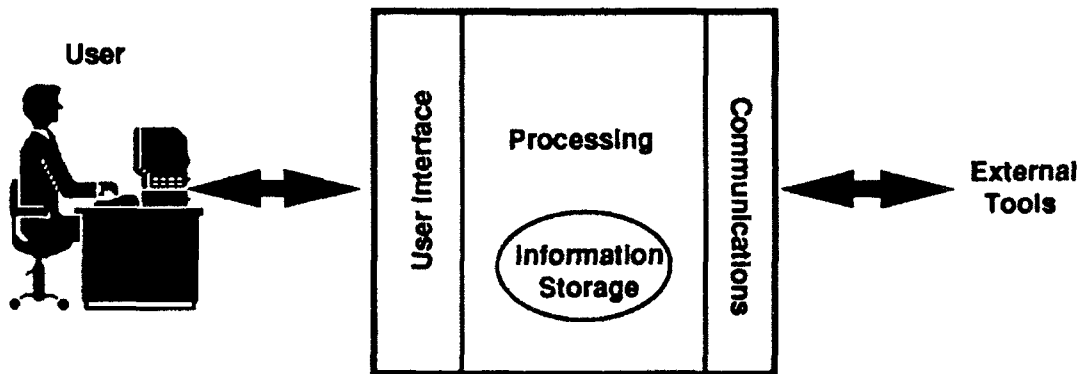 User
User Interface
Processing
Information
Storage
Communications
External
Tools